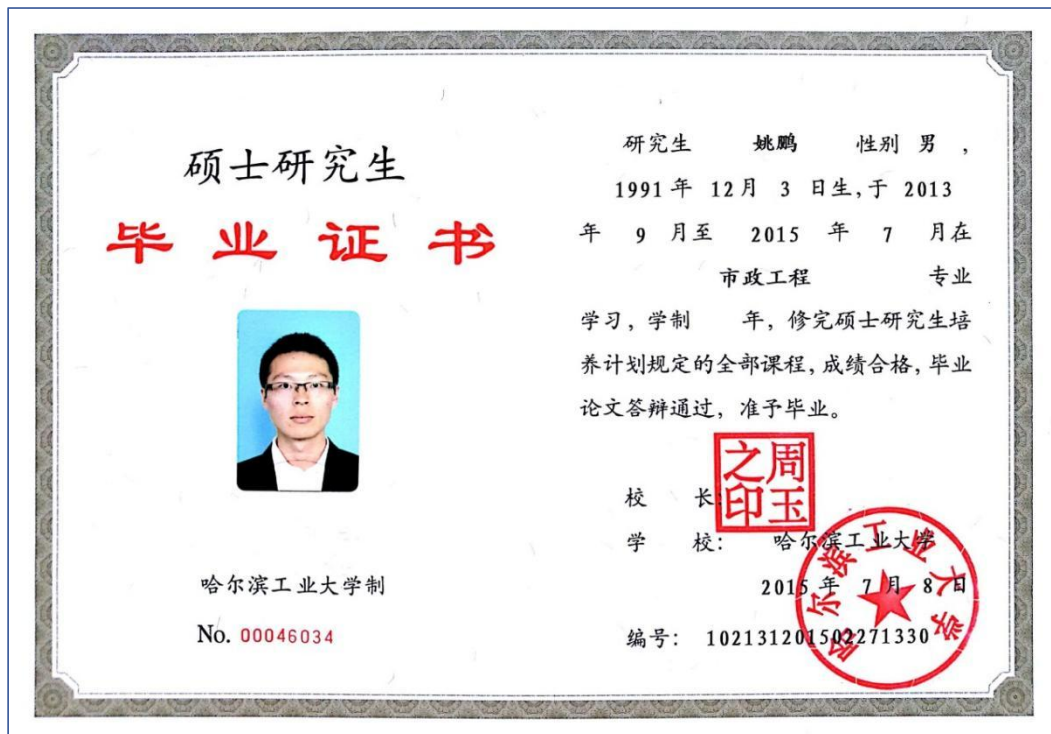 硕士研究生
毕业证书
哈尔滨工业大学制
No. 00046034
研究生 姚鹏 性别 男 ,
1991 年 12 月 3 日生,于 2013
年 9 月至 2015 年 7 月在
市政工程 专业
学习, 学制 年, 修完硕士研究生培
养计划规定的全部课程, 成绩合格, 毕业
论文答辩通过, 准予毕业。
校 长:
周玉之印
学 校: 哈尔滨工业大学
2015 年 7 月 8 日
编号: 102131201502271330
哈尔滨工业大学